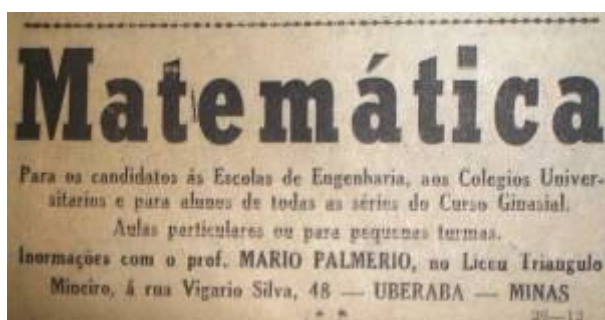 Matemática
Para os candidatos ás Escolas de Engenharia, aos Colegios Univer-
sitarios e para alunos de todas as séries do Curso Ginasial.
Aulas particulares ou para pequenas turmas.
Inormações com o prof. MARIO PALMERIO, no Liceu Triangulo
Mineiro, á rua Vigario Silva, 48 — UBERABA — MINAS